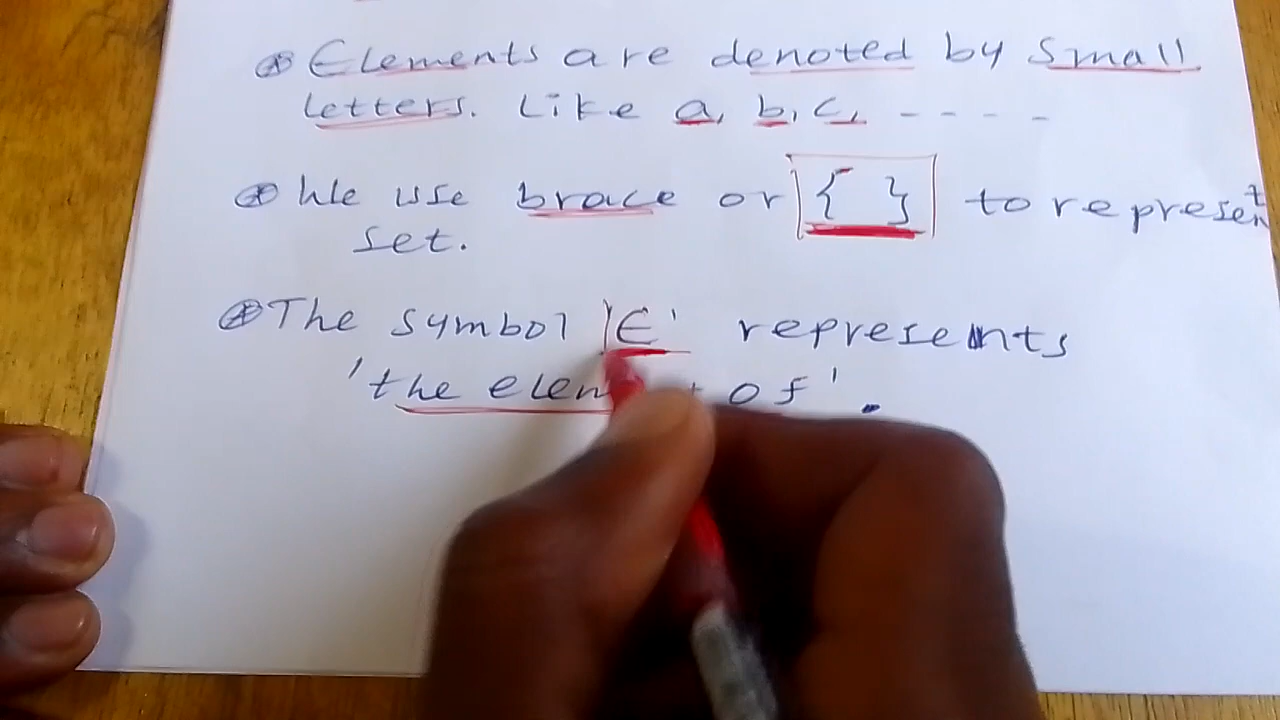 Elements are denoted by small
letters. Like a, b, c, - - - -
We use brace or { } to represent
set.
The symbol '∈' represents
'the element of'.